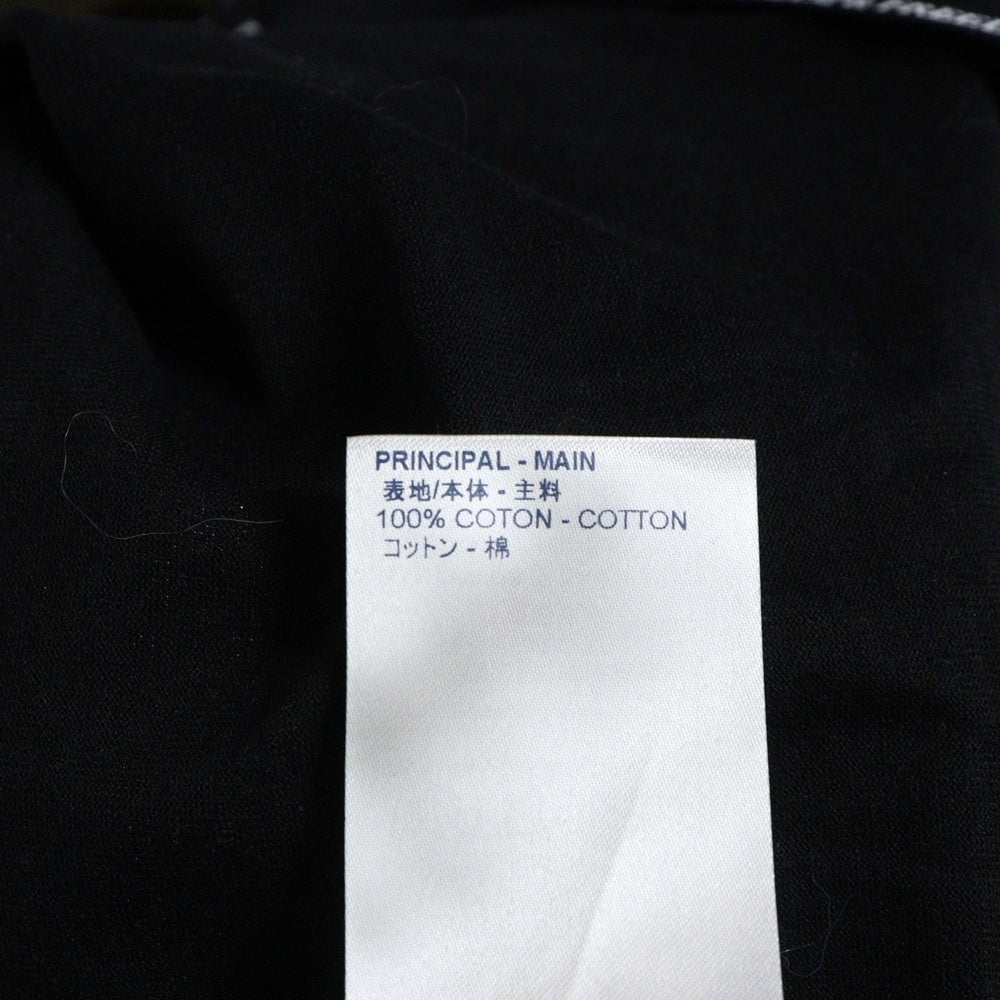 PRINCIPAL - MAIN
表地/本体 - 主料
100% COTON - COTTON
コットン - 棉